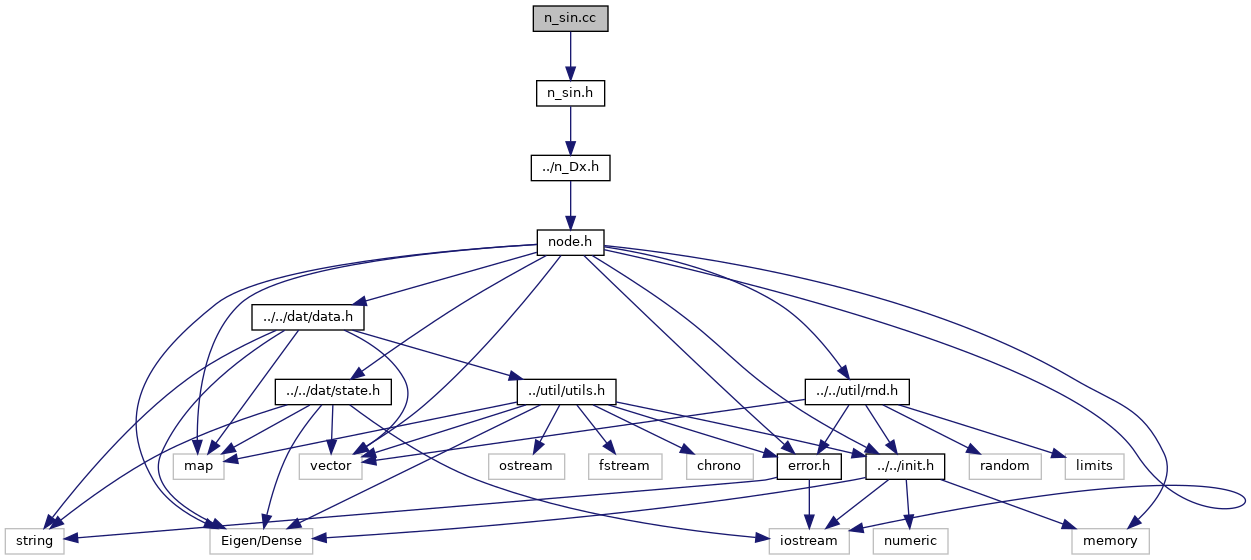 n_sin.cc
n_sin.h
../n_Dx.h
node.h
../../dat/data.h
../../dat/state.h
../util/utils.h
../../util/rnd.h
map
vector
ostream
fstream
chrono
error.h
../../init.h
random
limits
string
Eigen/Dense
iostream
numeric
memory